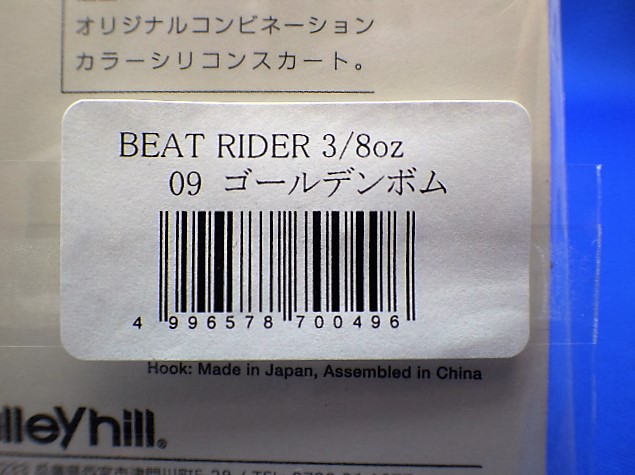 オリジナルコンビネーション
カラーシリコンスカート。
BEAT RIDER 3/8oz
09 ゴールデンボム
4 996578 700496
Hook: Made in Japan, Assembled in China
lleyhill®